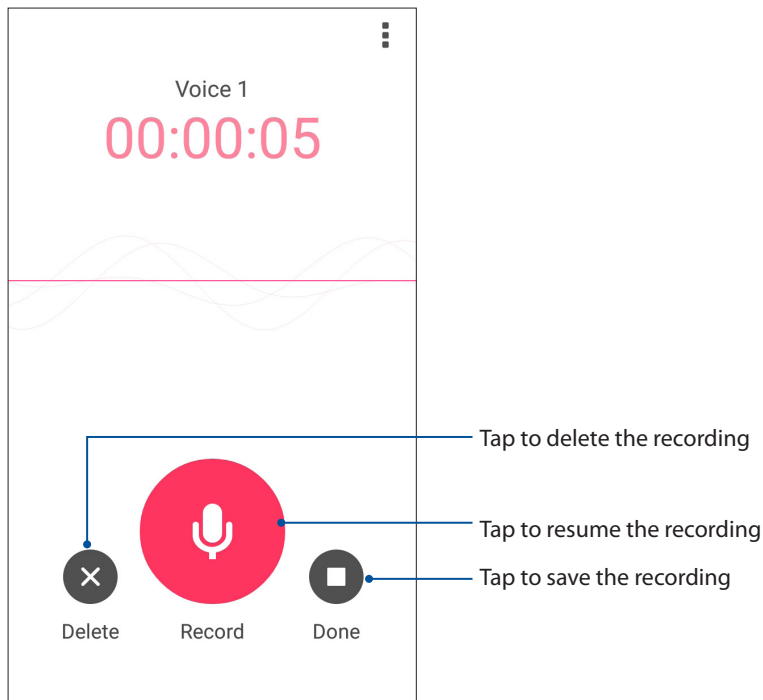 Voice 1
00:00:05
Tap to delete the recording
Tap to resume the recording
Tap to save the recording
Delete Record Done